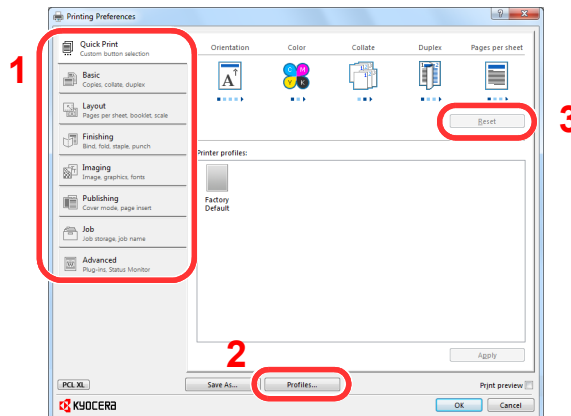 Printing Preferences
1
Quick Print
Custom button selection
Basic
Copies, collate, duplex
Layout
Pages per sheet, booklet, scale
Finishing
Bind, fold, staple, punch
Imaging
Image, graphics, fonts
Publishing
Cover mode, page insert
Job
Job storage, job name
Advanced
Plug-ins, Status Monitor
Orientation Color Collate Duplex Pages per sheet
A
C M Y K
Reset
3
Printer profiles:
Factory
Default
Apply
2
PCL XL Save As... Profiles... Print preview
KYOCERA OK Cancel